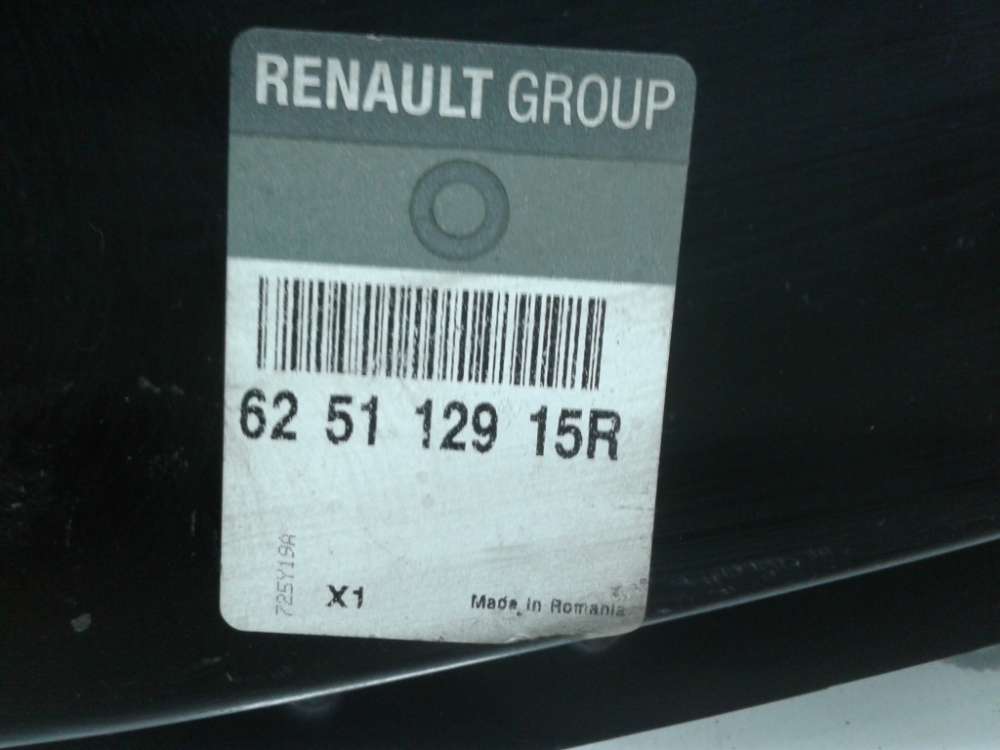 RENAULT GROUP
62 51 129 15R
725Y19A
X1
Made in Romania